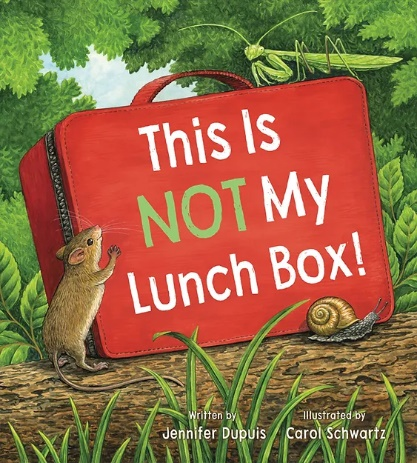 This Is
NOT My
Lunch Box!
Written by
Jennifer Dupuis
Illustrated by
Carol Schwartz